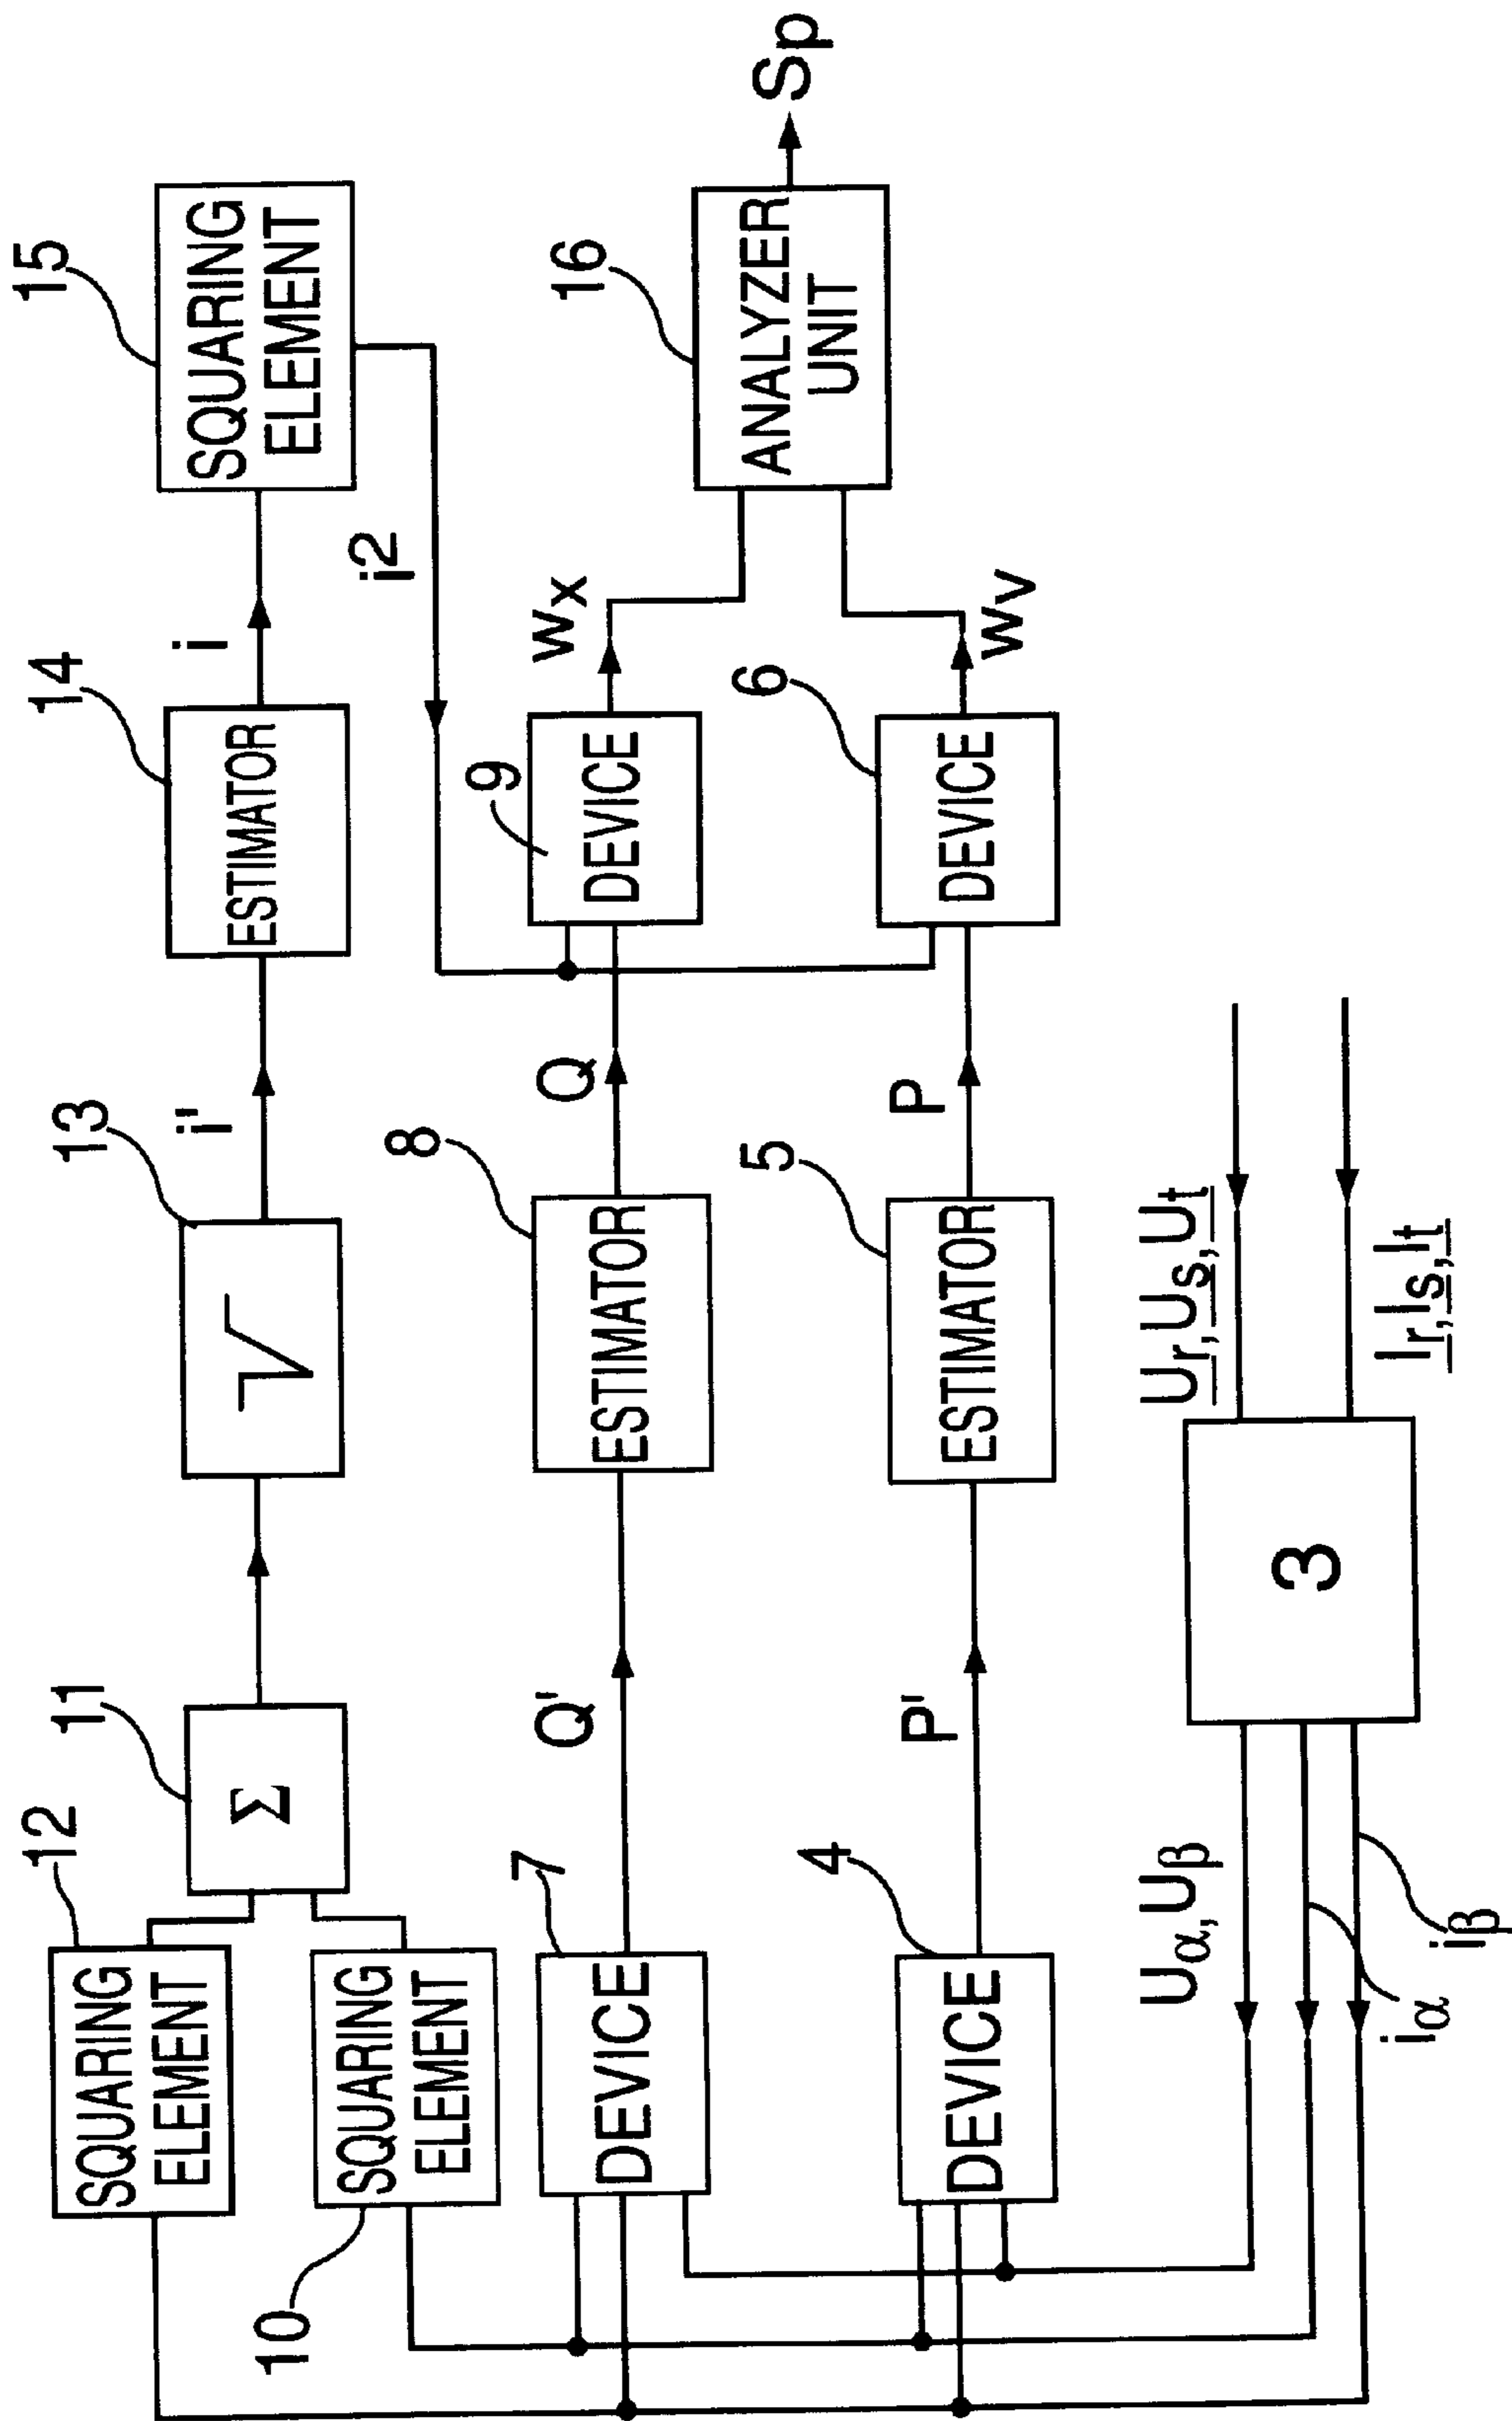 12
SQUARING
ELEMENT
11
Σ
13
i'
14
ESTIMATOR
i
15
SQUARING
ELEMENT
i²
10
SQUARING
ELEMENT
7
DEVICE
Q'
8
ESTIMATOR
Q
9
DEVICE
wₓ
16
ANALYZER
UNIT
Sp
4
DEVICE
P'
5
ESTIMATOR
P
6
DEVICE
wᵥ
Uα, Uβ
iα
iβ
3
Ur, Us, Ut
Ir, Is, It